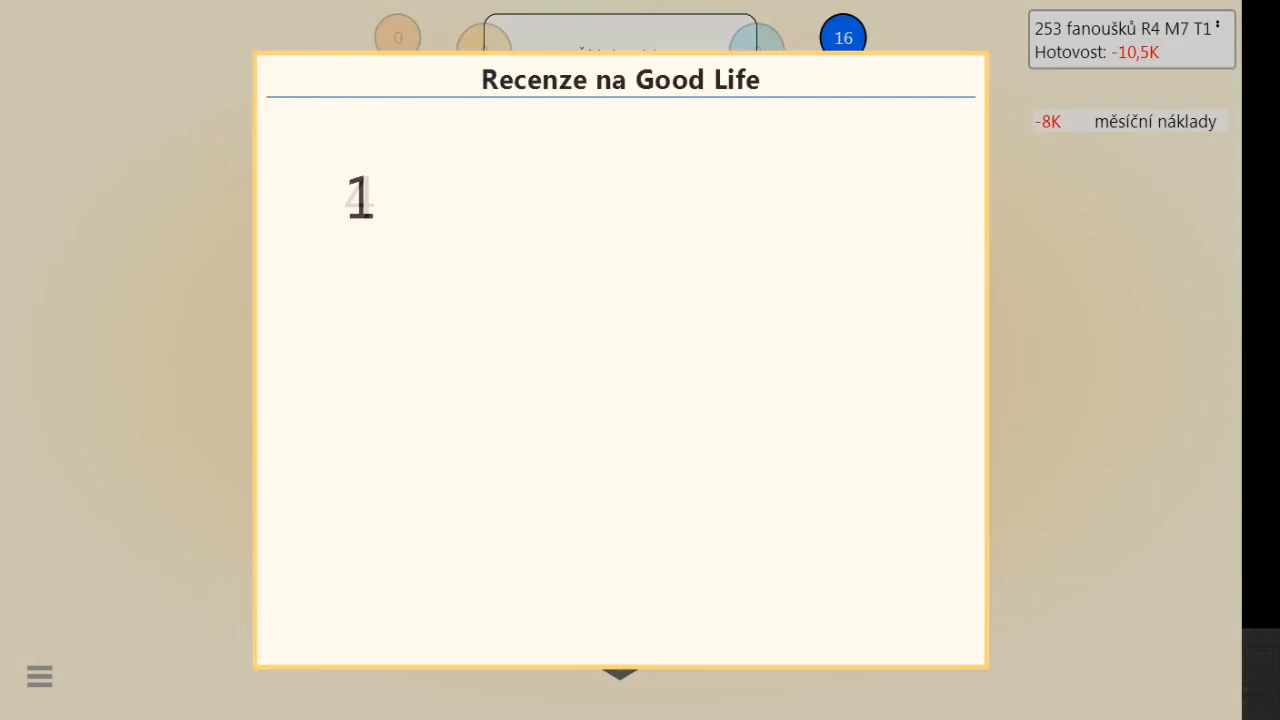 0
16
253 fanoušků R4 M7 T1
Hotovost: -10,5K
Recenze na Good Life
-8K měsíční náklady
1